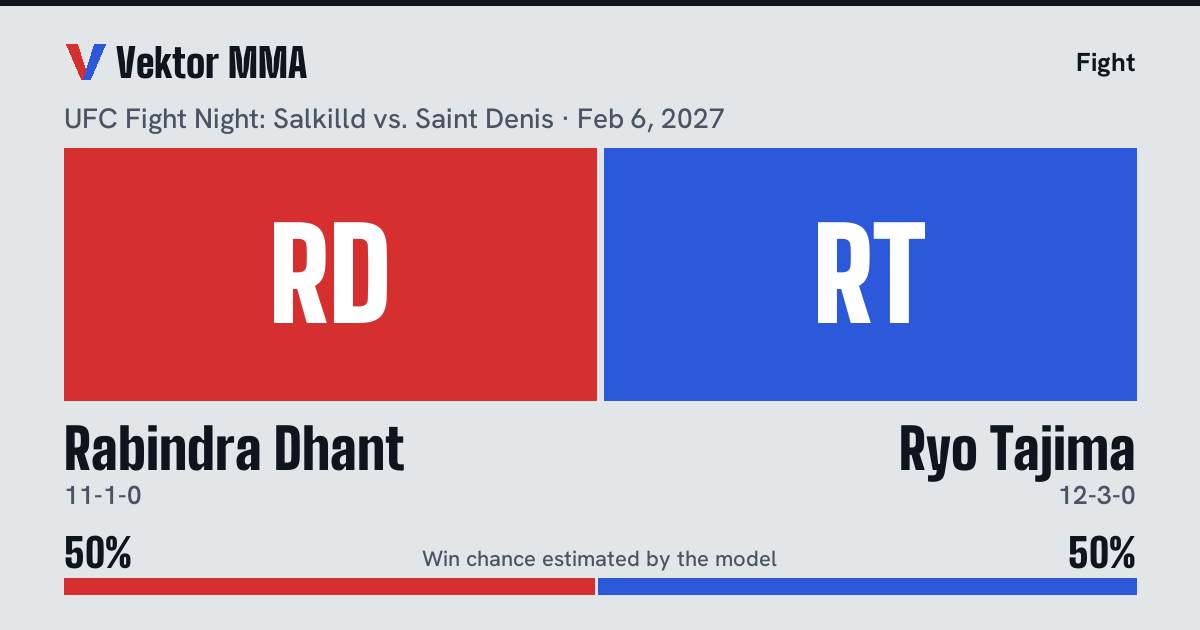 Vektor MMA
Fight
UFC Fight Night: Salkilld vs. Saint Denis · Feb 6, 2027
RD
RT
Rabindra Dhant
Ryo Tajima
11-1-0
12-3-0
50%
Win chance estimated by the model
50%